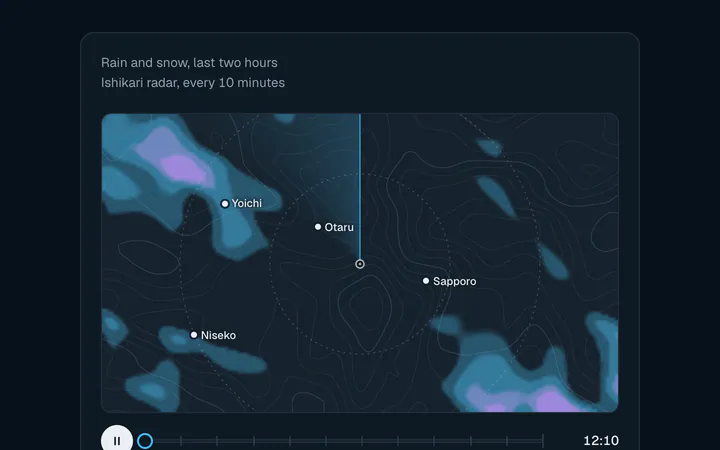 Rain and snow, last two hours
Ishikari radar, every 10 minutes
Yoichi
Otaru
Sapporo
Niseko
12:10